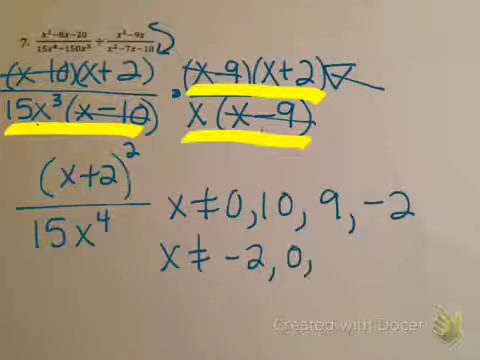 7. x²-8x-20 / 15x⁴-150x³ ÷ x²-9x / x²-7x-18
(x-10)(x+2) / 15x³(x-10) · (x-9)(x+2) / x(x-9)
(x+2)² / 15x⁴ x≠0, 10, 9, -2
x≠ -2, 0,
Created with Doceri